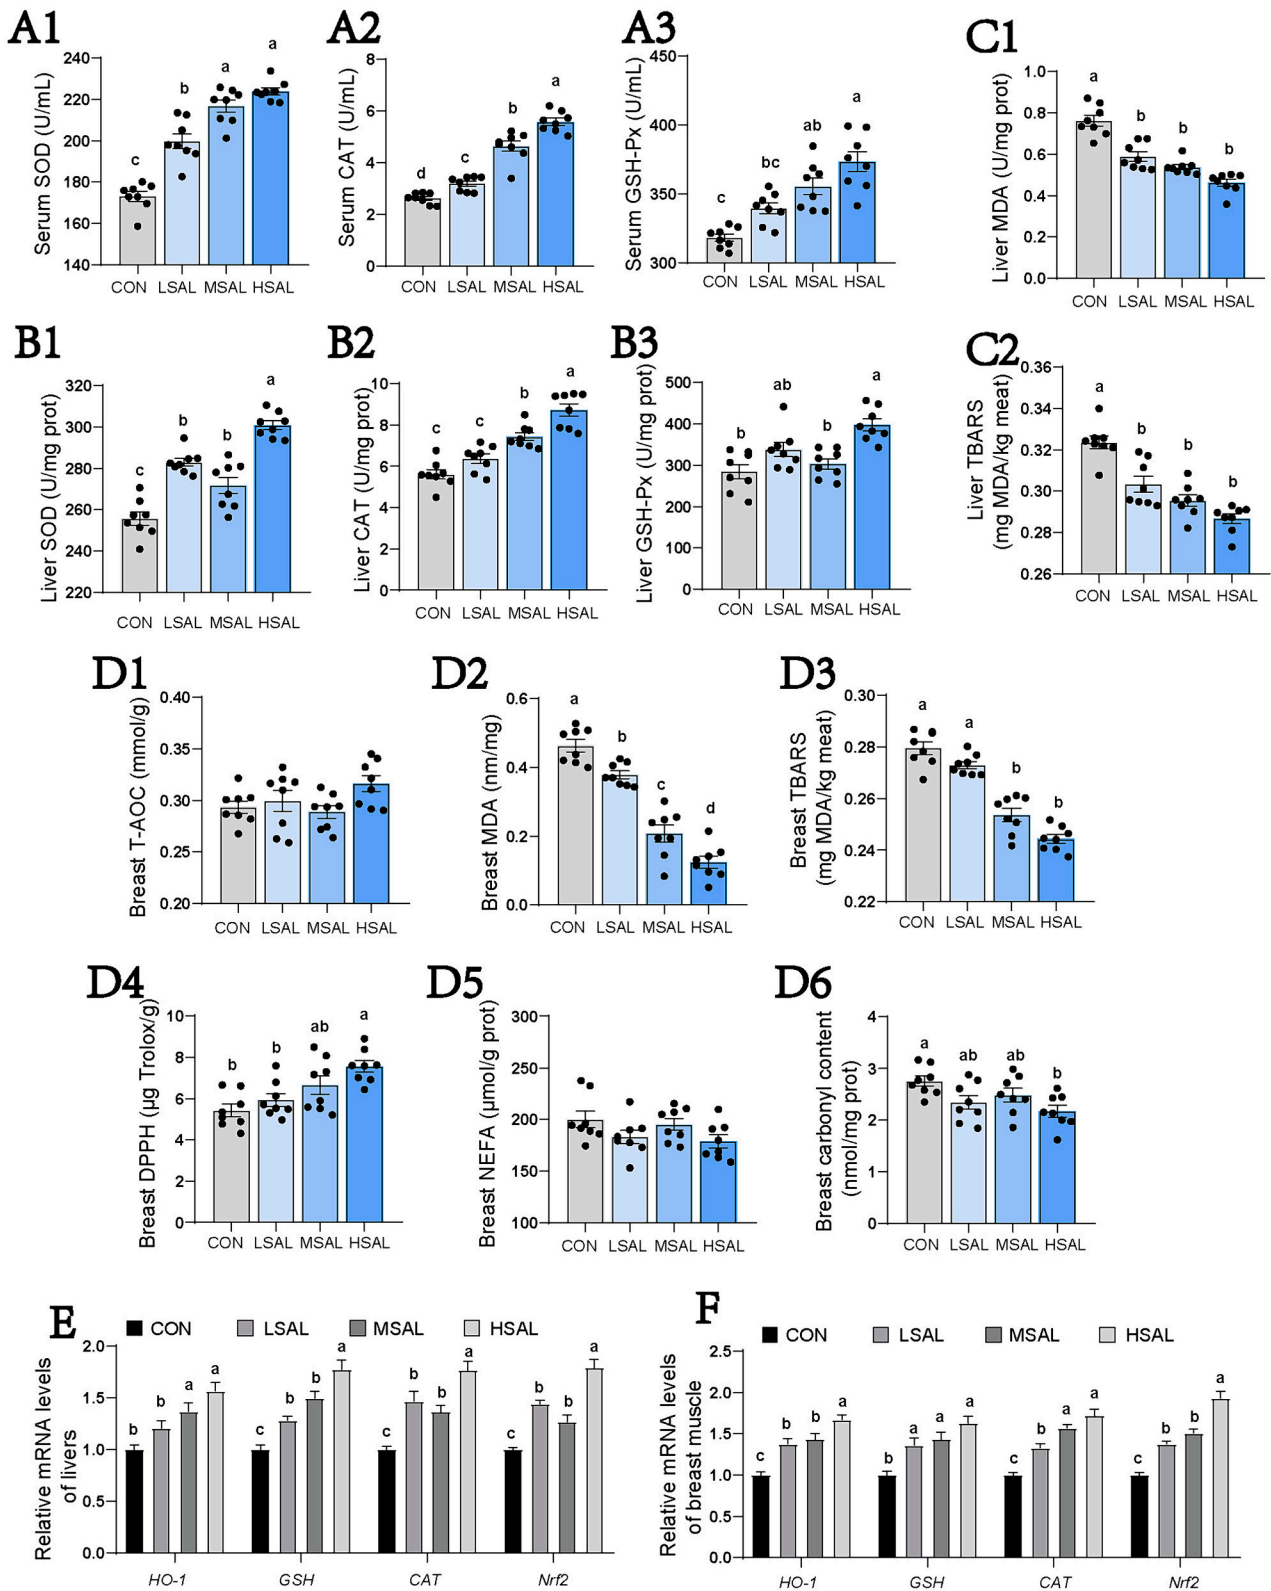 A1
Serum SOD (U/mL)
240
220
200
180
160
140
c
b
a
a
CON
LSAL
MSAL
HSAL
A2
Serum CAT (U/mL)
8
6
4
2
0
d
c
b
a
CON
LSAL
MSAL
HSAL
A3
Serum GSH-Px (U/mL)
450
400
350
300
c
bc
ab
a
CON
LSAL
MSAL
HSAL
C1
Liver MDA (U/mg prot)
1.0
0.8
0.6
0.4
0.2
0.0
a
b
b
b
CON
LSAL
MSAL
HSAL
B1
Liver SOD (U/mg prot)
320
300
280
260
240
220
c
b
b
a
CON
LSAL
MSAL
HSAL
B2
Liver CAT (U/mg prot)
10
8
6
4
2
0
c
c
b
a
CON
LSAL
MSAL
HSAL
B3
Liver GSH-Px (U/mg prot)
500
400
300
200
100
0
b
ab
b
a
CON
LSAL
MSAL
HSAL
C2
Liver TBARS
(mg MDA/kg meat)
0.36
0.34
0.32
0.30
0.28
0.26
a
b
b
b
CON
LSAL
MSAL
HSAL
D1
Breast T-AOC (mmol/g)
0.40
0.35
0.30
0.25
0.20
CON
LSAL
MSAL
HSAL
D2
Breast MDA (nm/mg)
0.6
0.4
0.2
0.0
a
b
c
d
CON
LSAL
MSAL
HSAL
D3
Breast TBARS
(mg MDA/kg meat)
0.30
0.28
0.26
0.24
0.22
a
a
b
b
CON
LSAL
MSAL
HSAL
D4
Breast DPPH (µg Trolox/g)
10
8
6
4
2
0
b
b
ab
a
CON
LSAL
MSAL
HSAL
D5
Breast NEFA (µmol/g prot)
300
250
200
150
100
CON
LSAL
MSAL
HSAL
D6
Breast carbonyl content
(nmol/mg prot)
4
3
2
1
0
a
ab
ab
b
CON
LSAL
MSAL
HSAL
E
CON
LSAL
MSAL
HSAL
Relative mRNA levels
of livers
2.0
1.5
1.0
0.5
0.0
b
b
a
a
c
b
b
a
c
b
b
a
c
b
b
a
HO-1
GSH
CAT
Nrf2
F
CON
LSAL
MSAL
HSAL
Relative mRNA levels
of breast muscle
2.5
2.0
1.5
1.0
0.5
0.0
c
b
b
a
b
a
a
a
c
b
a
a
c
b
b
a
HO-1
GSH
CAT
Nrf2